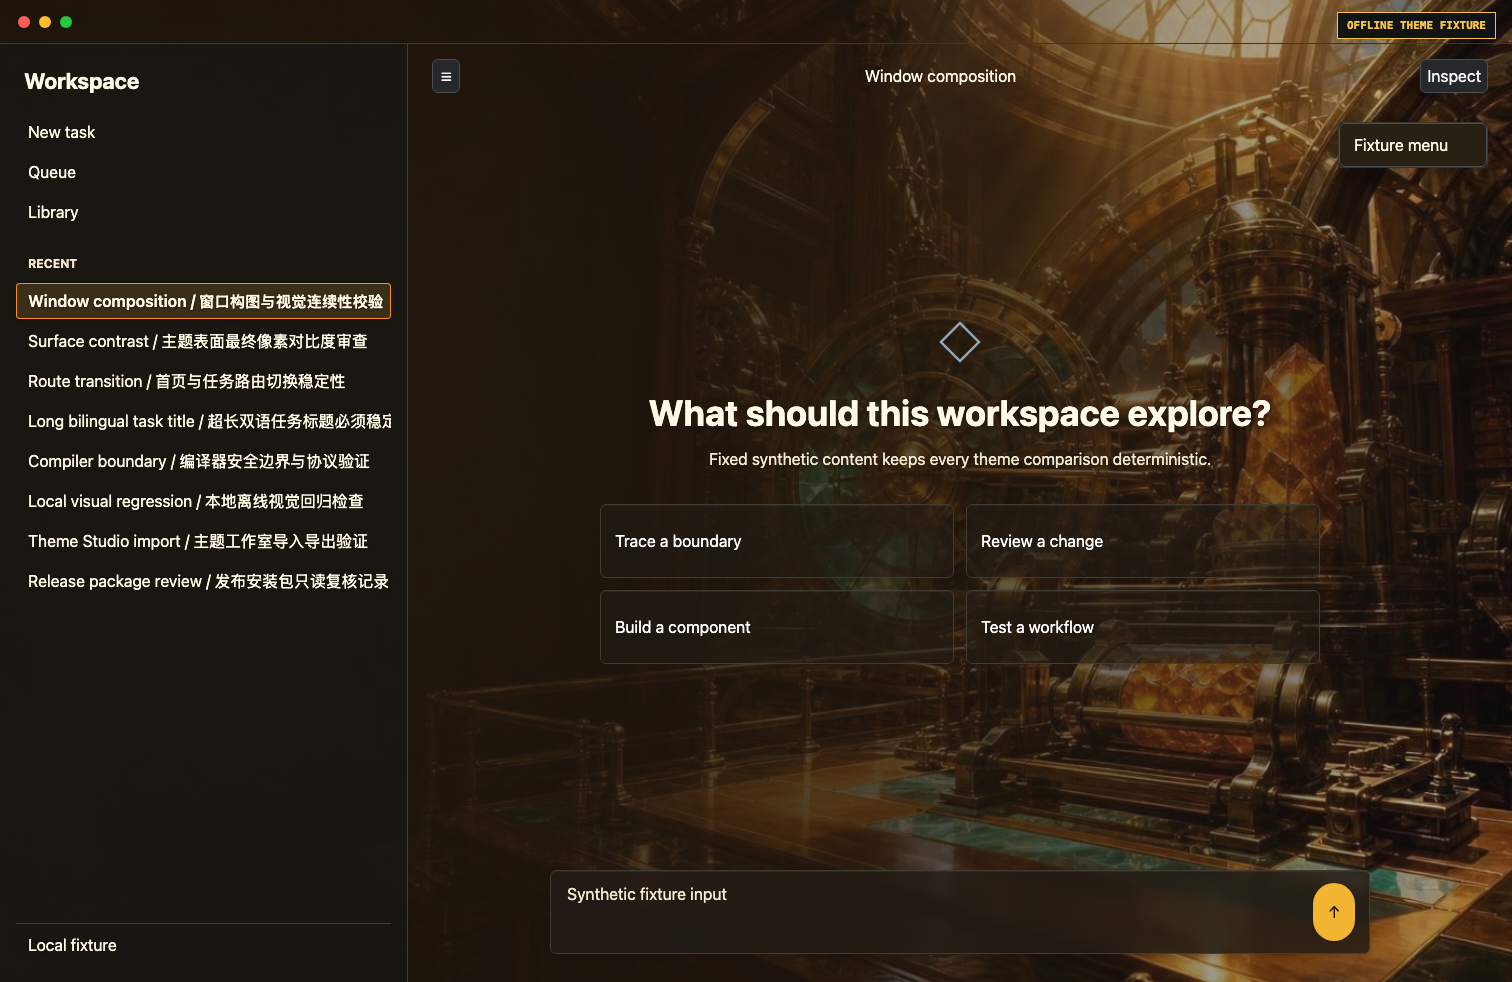 OFFLINE THEME FIXTURE
Workspace
New task
Queue
Library
RECENT
Window composition / 窗口构图与视觉连续性校验
Surface contrast / 主题表面最终像素对比度审查
Route transition / 首页与任务路由切换稳定性
Long bilingual task title / 超长双语任务标题必须稳定
Compiler boundary / 编译器安全边界与协议验证
Local visual regression / 本地离线视觉回归检查
Theme Studio import / 主题工作室导入导出验证
Release package review / 发布安装包只读复核记录
Local fixture
Window composition
Inspect
Fixture menu
What should this workspace explore?
Fixed synthetic content keeps every theme comparison deterministic.
Trace a boundary
Review a change
Build a component
Test a workflow
Synthetic fixture input